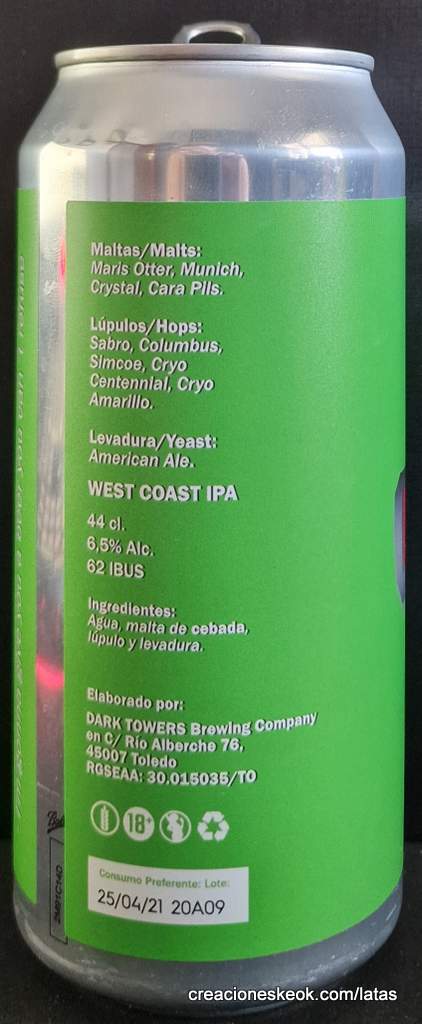 Maltas/Malts:
Maris Otter, Munich,
Crystal, Cara Pils.
Lúpulos/Hops:
Sabro, Columbus,
Simcoe, Cryo
Centennial, Cryo
Amarillo.
Levadura/Yeast:
American Ale.
WEST COAST IPA
44 cl.
6,5% Alc.
62 IBUS
Ingredientes:
Agua, malta de cebada,
lúpulo y levadura.
Elaborado por:
DARK TOWERS Brewing Company
en C/ Río Alberche 76,
45007 Toledo
RGSEAA: 30.015035/TO
18+
Consumo Preferente: Lote:
25/04/21 20A09
creacioneskeok.com/latas